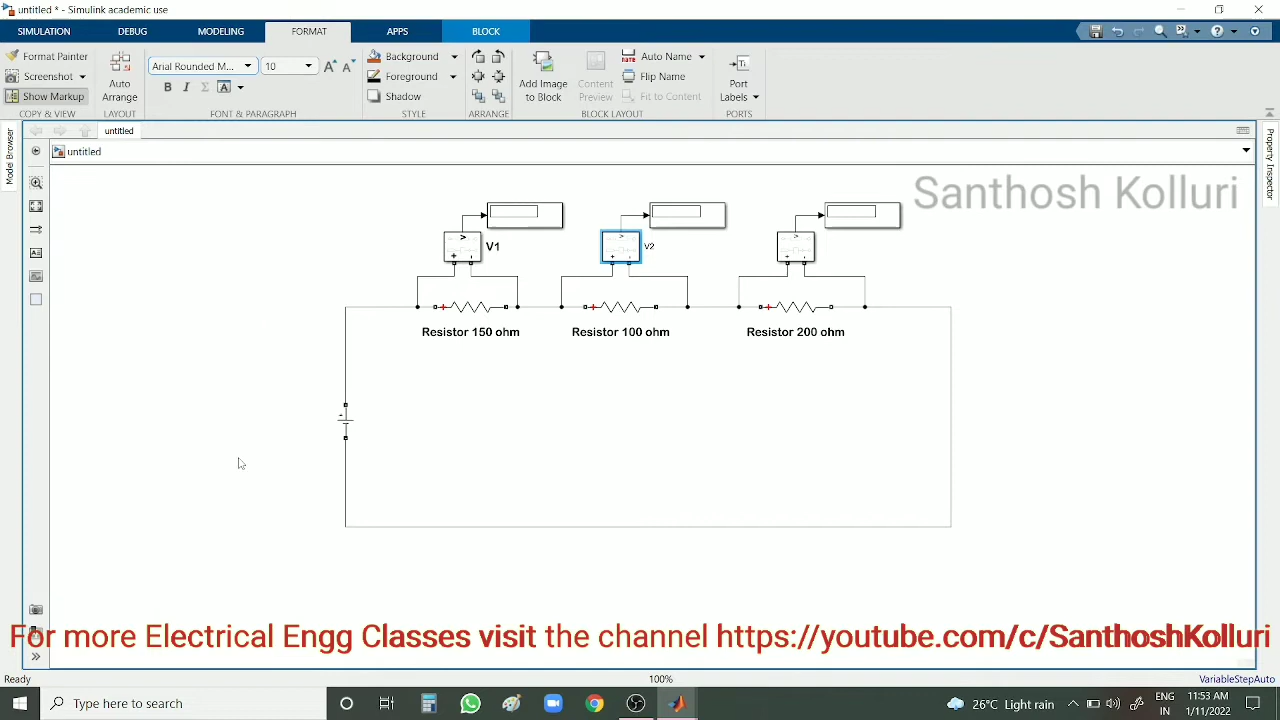 untitled * - Simulink academic use
SIMULATION
DEBUG
MODELING
FORMAT
APPS
BLOCK
Format Painter
Screenshot
Show Markup
COPY & VIEW
Auto
Arrange
LAYOUT
Arial Rounded M...
10
B I Σ A
FONT & PARAGRAPH
Background
Foreground
Shadow
STYLE
ARRANGE
Add Image
to Block
Content
Preview
Auto Name
Flip Name
Fit to Content
BLOCK LAYOUT
Port
Labels
PORTS
Model Browser
untitled
untitled
Property Inspector
Santhosh Kolluri
V1
V2
Resistor 150 ohm
Resistor 100 ohm
Resistor 200 ohm
For more Electrical Engg Classes visit the channel https://youtube.com/c/SanthoshKolluri
Ready
100%
VariableStepAuto
Type here to search
26°C Light rain
ENG
IN
11:53 AM
1/11/2022